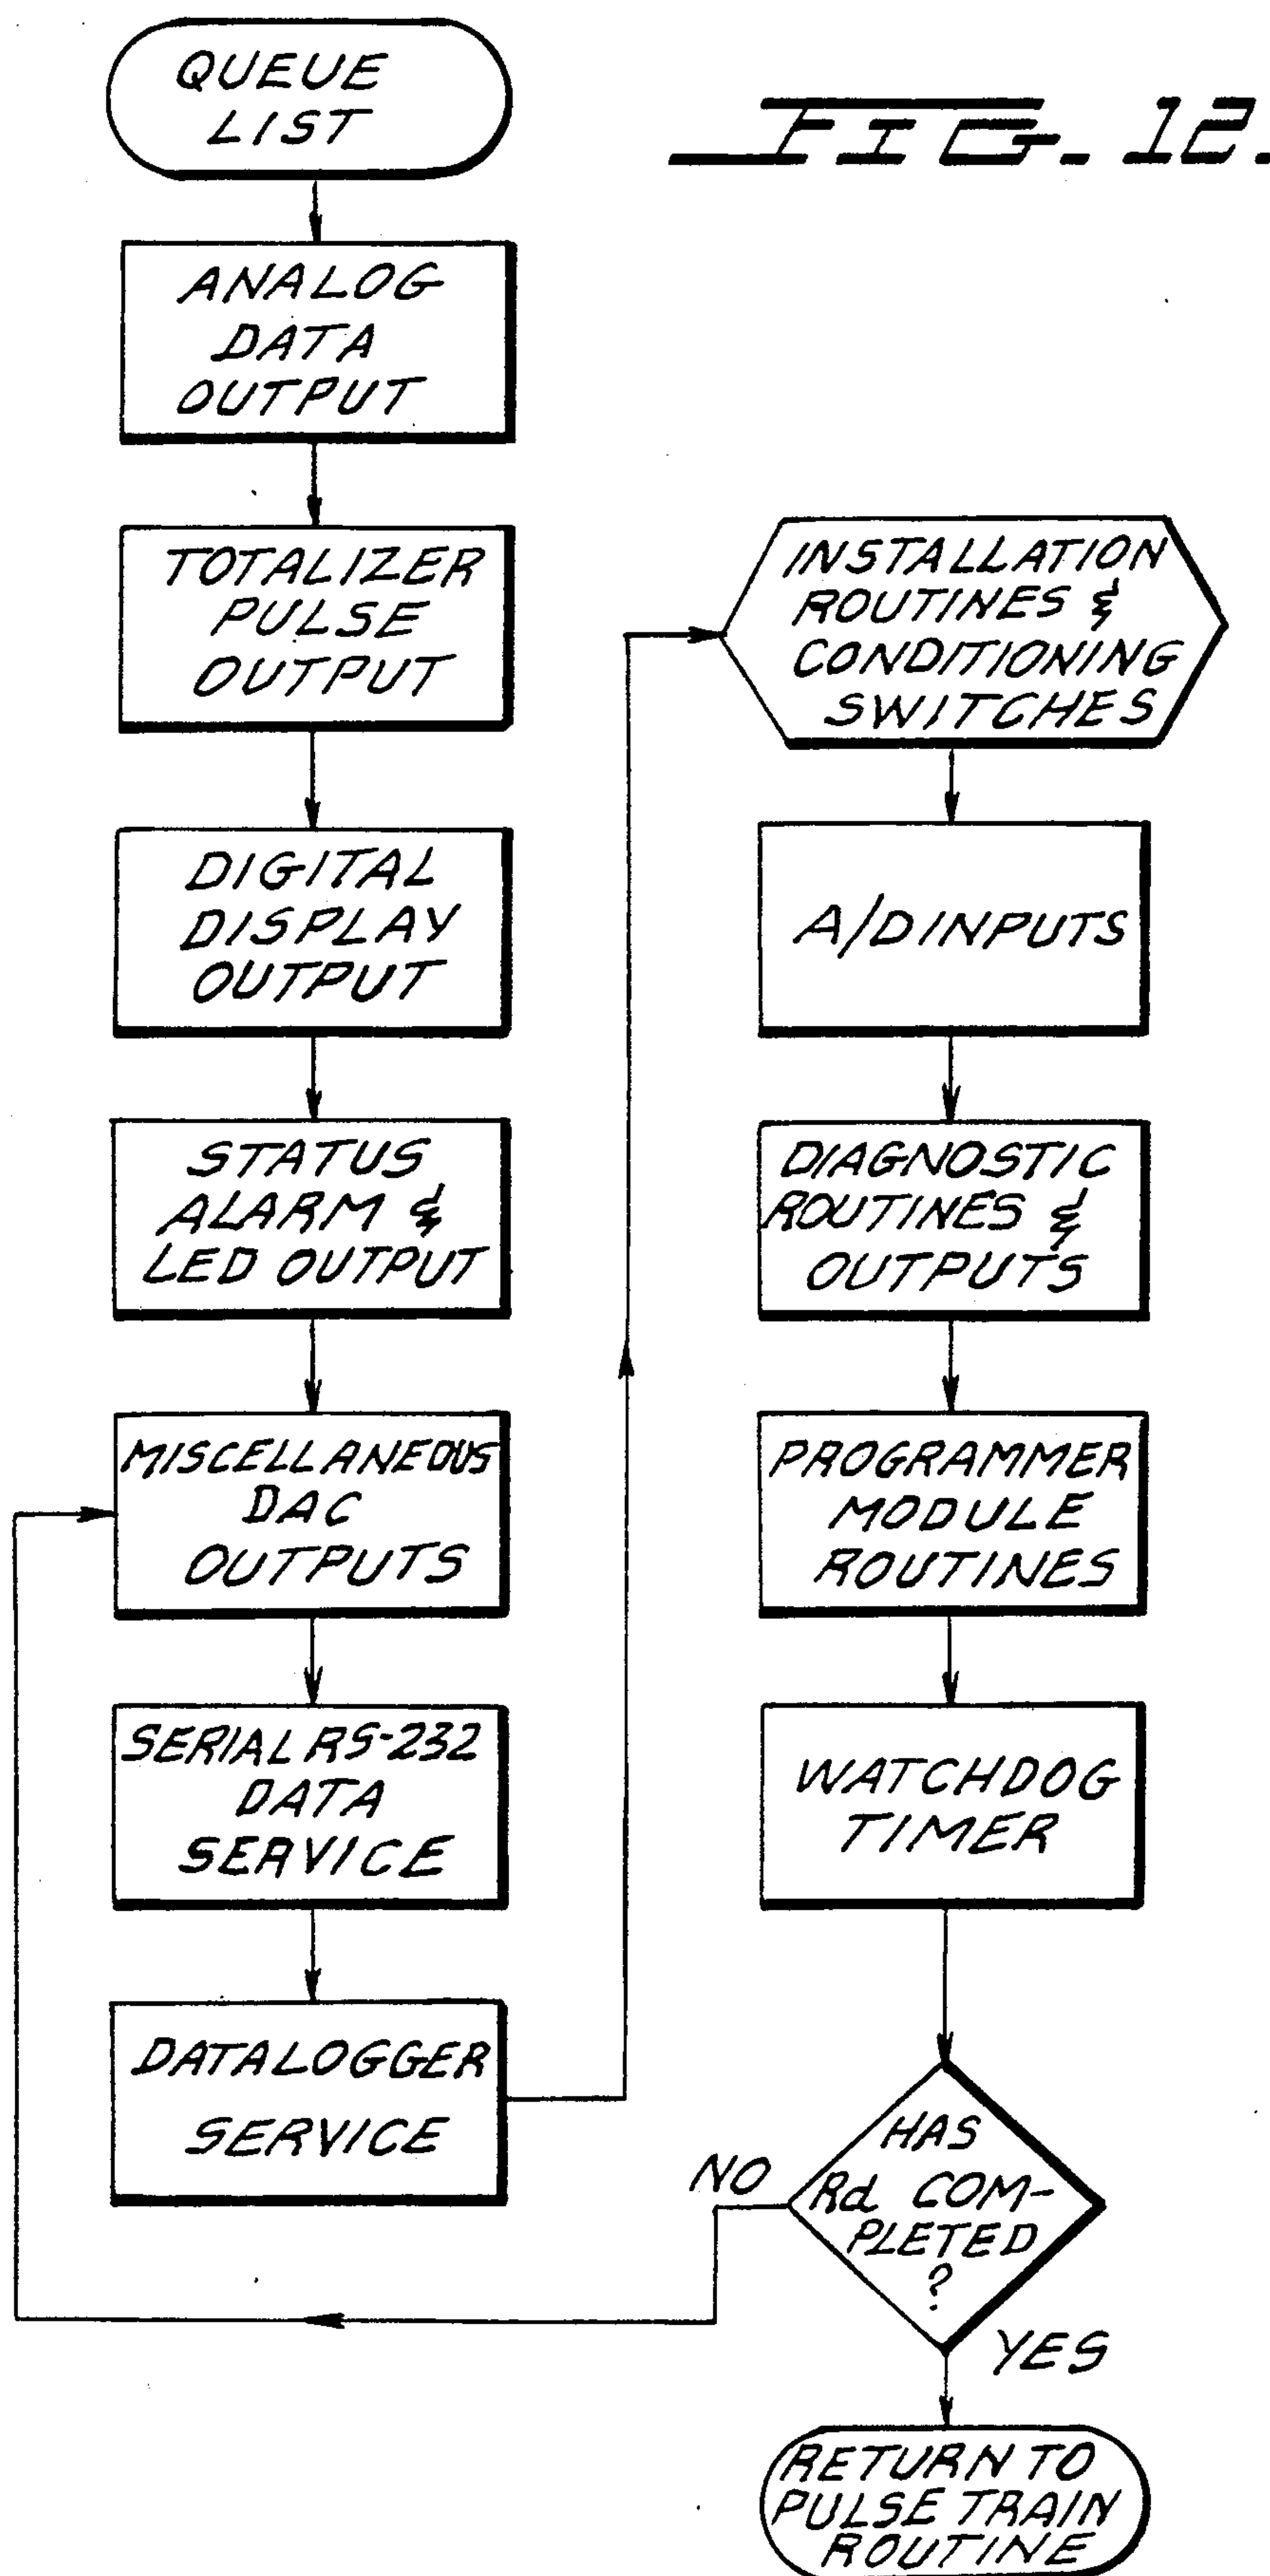 QUEUE
LIST
FIG. 12.
ANALOG
DATA
OUTPUT
TOTALIZER
PULSE
OUTPUT
DIGITAL
DISPLAY
OUTPUT
STATUS
ALARM &
LED OUTPUT
MISCELLANEOUS
DAC
OUTPUTS
SERIAL RS-232
DATA
SERVICE
DATALOGGER
SERVICE
INSTALLATION
ROUTINES &
CONDITIONING
SWITCHES
A/D INPUTS
DIAGNOSTIC
ROUTINES &
OUTPUTS
PROGRAMMER
MODULE
ROUTINES
WATCHDOG
TIMER
HAS
Rd COM-
PLETED
?
NO
YES
RETURN TO
PULSE TRAIN
ROUTINE